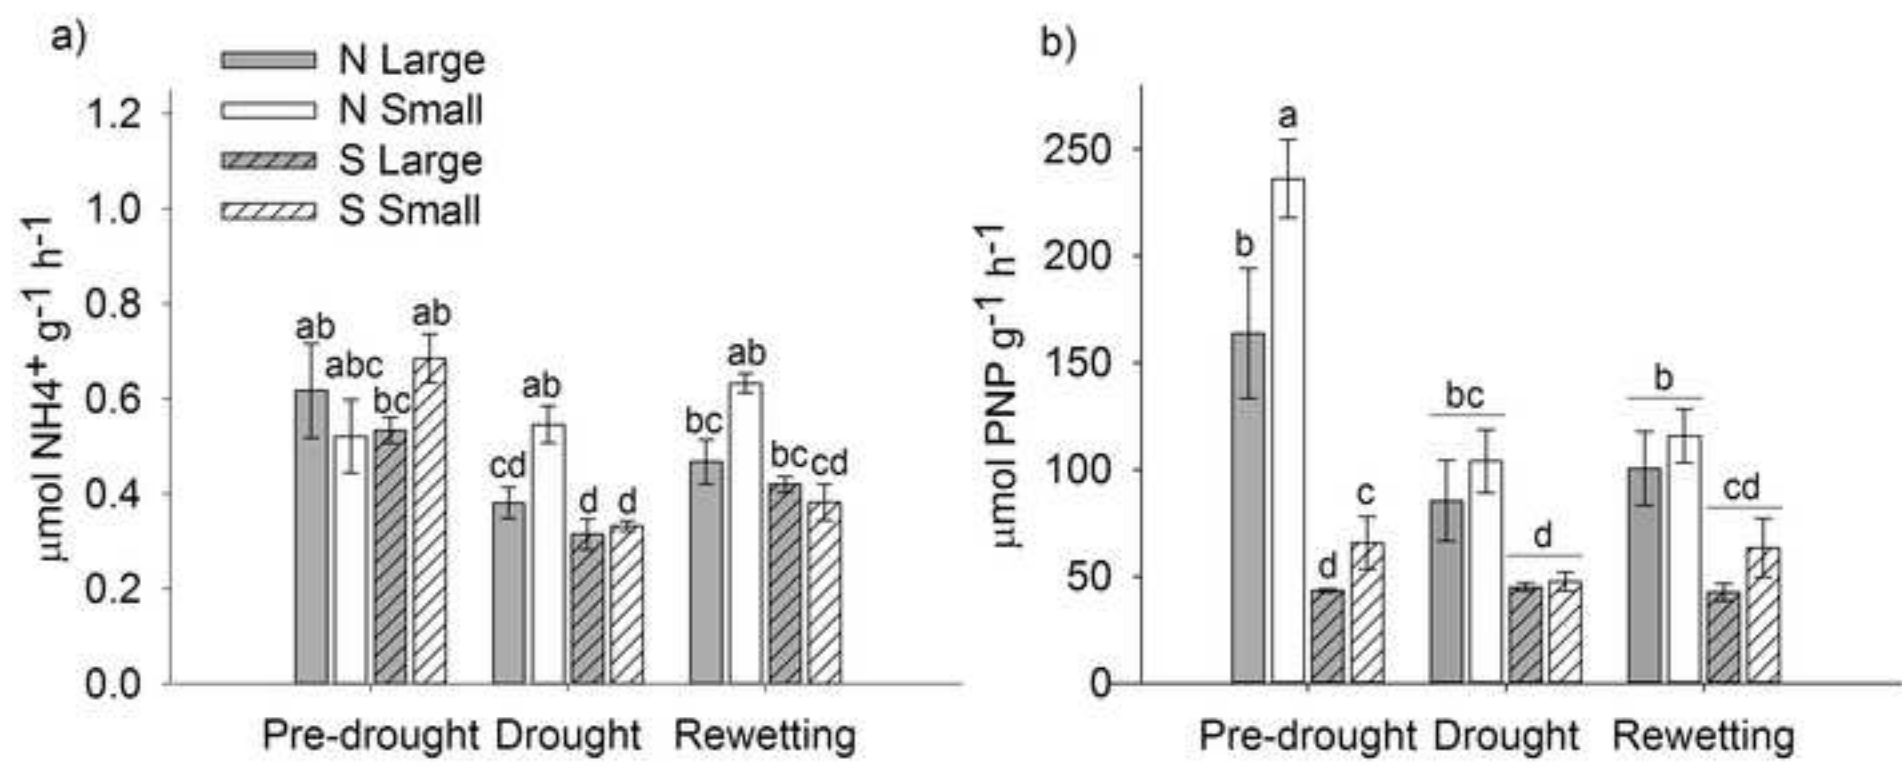 a)
N Large
N Small
S Large
S Small
μmol NH4+ g-1 h-1
1.2
1.0
0.8
0.6
0.4
0.2
0.0
ab abc bc ab
cd ab d d
bc ab bc cd
Pre-drought Drought Rewetting
b)
μmol PNP g-1 h-1
250
200
150
100
50
0
b a d c
bc d
b cd
Pre-drought Drought Rewetting